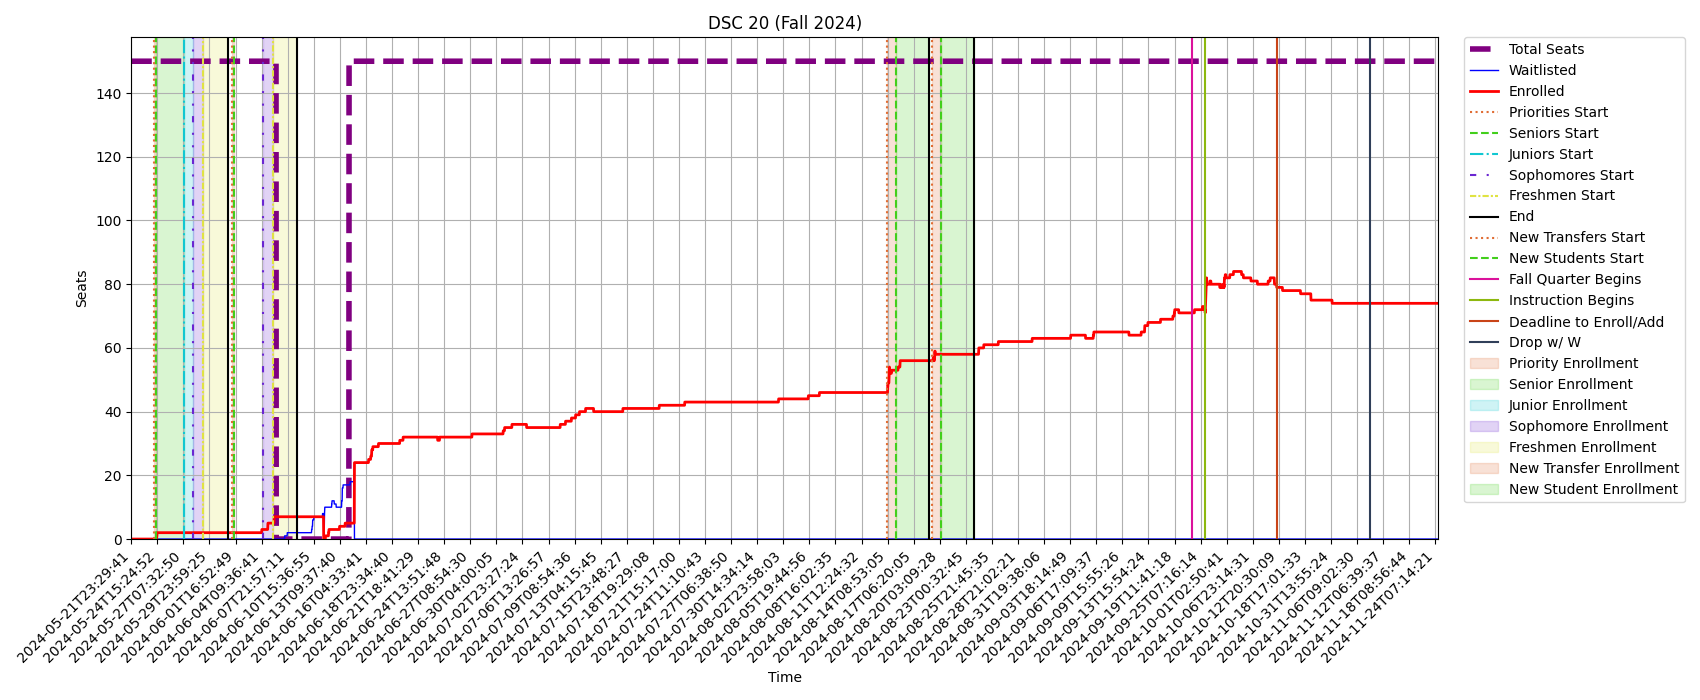 DSC 20 (Fall 2024)
Seats
140
120
100
80
60
40
20
0
2024-05-21T23:29:41
2024-05-24T15:24:52
2024-05-27T07:32:50
2024-05-29T23:59:25
2024-06-01T16:52:49
2024-06-04T09:36:41
2024-06-07T21:57:11
2024-06-10T15:36:55
2024-06-13T09:37:40
2024-06-16T04:33:41
2024-06-18T23:34:40
2024-06-21T18:41:29
2024-06-24T13:51:48
2024-06-27T08:54:30
2024-06-30T04:00:05
2024-07-02T23:27:24
2024-07-06T13:26:57
2024-07-09T08:54:36
2024-07-13T04:15:45
2024-07-15T23:48:27
2024-07-18T19:29:08
2024-07-21T15:17:00
2024-07-24T11:10:43
2024-07-27T06:38:50
2024-07-30T14:34:14
2024-08-02T23:58:03
2024-08-05T19:44:56
2024-08-08T16:02:35
2024-08-11T12:24:32
2024-08-14T08:53:05
2024-08-17T06:20:05
2024-08-20T03:09:28
2024-08-23T00:32:45
2024-08-25T21:45:35
2024-08-28T21:02:21
2024-08-31T19:38:06
2024-09-03T18:14:49
2024-09-06T17:09:37
2024-09-09T15:55:26
2024-09-13T15:54:24
2024-09-19T11:41:18
2024-09-25T07:16:14
2024-10-01T02:50:41
2024-10-06T23:14:31
2024-10-12T20:30:09
2024-10-18T17:01:33
2024-10-31T13:55:24
2024-11-06T09:02:30
2024-11-12T06:39:37
2024-11-18T08:56:44
2024-11-24T07:14:21
Time
Total Seats
Waitlisted
Enrolled
Priorities Start
Seniors Start
Juniors Start
Sophomores Start
Freshmen Start
End
New Transfers Start
New Students Start
Fall Quarter Begins
Instruction Begins
Deadline to Enroll/Add
Drop w/ W
Priority Enrollment
Senior Enrollment
Junior Enrollment
Sophomore Enrollment
Freshmen Enrollment
New Transfer Enrollment
New Student Enrollment